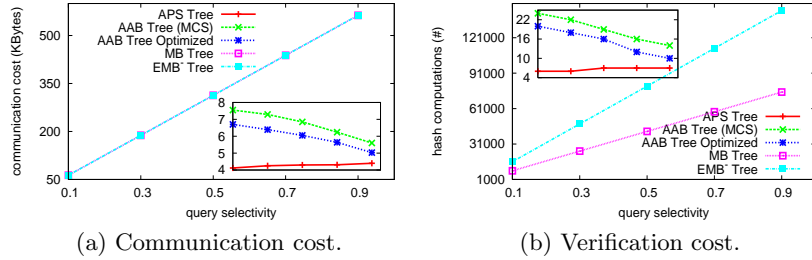 communication cost (KBytes)
500
350
200
50
APS Tree
AAB Tree (MCS)
AAB Tree Optimized
MB Tree
EMB- Tree
8
7
6
5
4
0.1 0.3 0.5 0.7 0.9
query selectivity
(a) Communication cost.
hash computations (#)
121000
91000
61000
31000
1000
22
16
10
4
APS Tree
AAB Tree (MCS)
AAB Tree Optimized
MB Tree
EMB- Tree
0.1 0.3 0.5 0.7 0.9
query selectivity
(b) Verification cost.